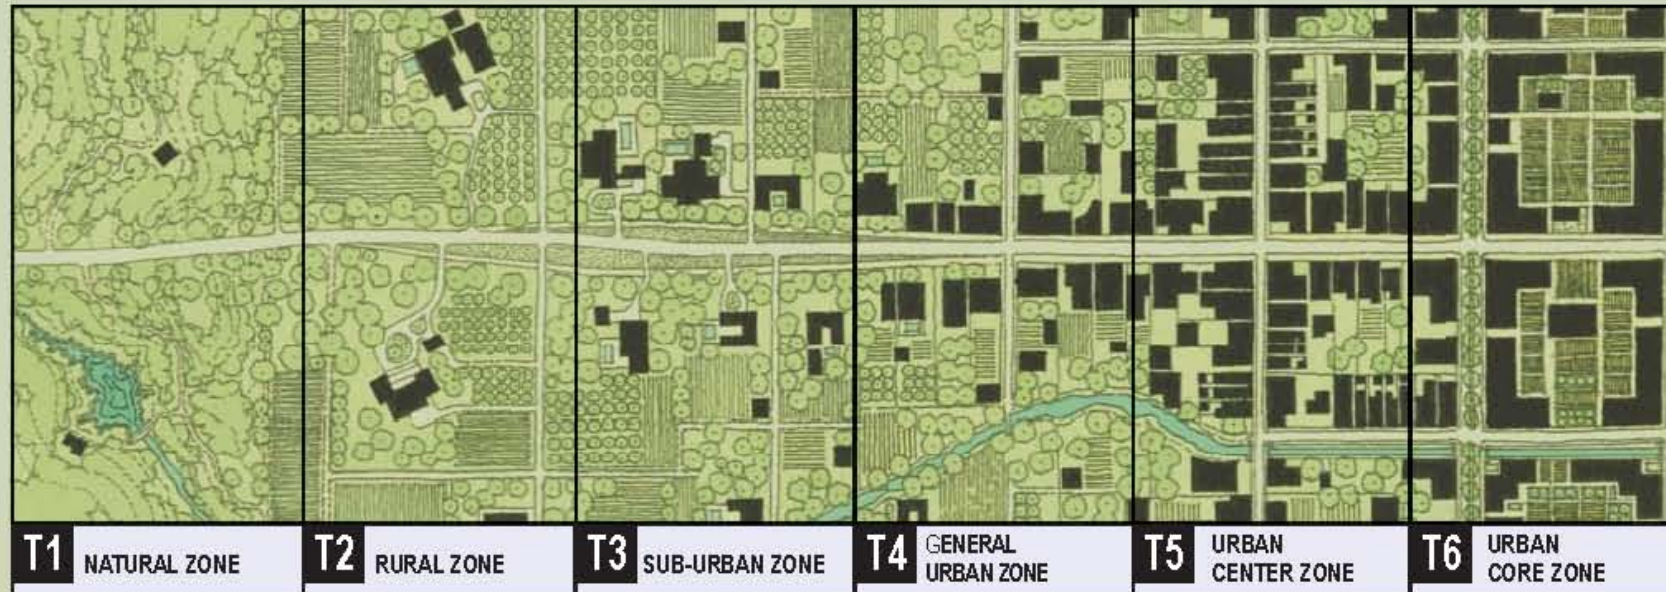 T1 NATURAL ZONE
T2 RURAL ZONE
T3 SUB-URBAN ZONE
T4 GENERAL
URBAN ZONE
T5 URBAN
CENTER ZONE
T6 URBAN
CORE ZONE